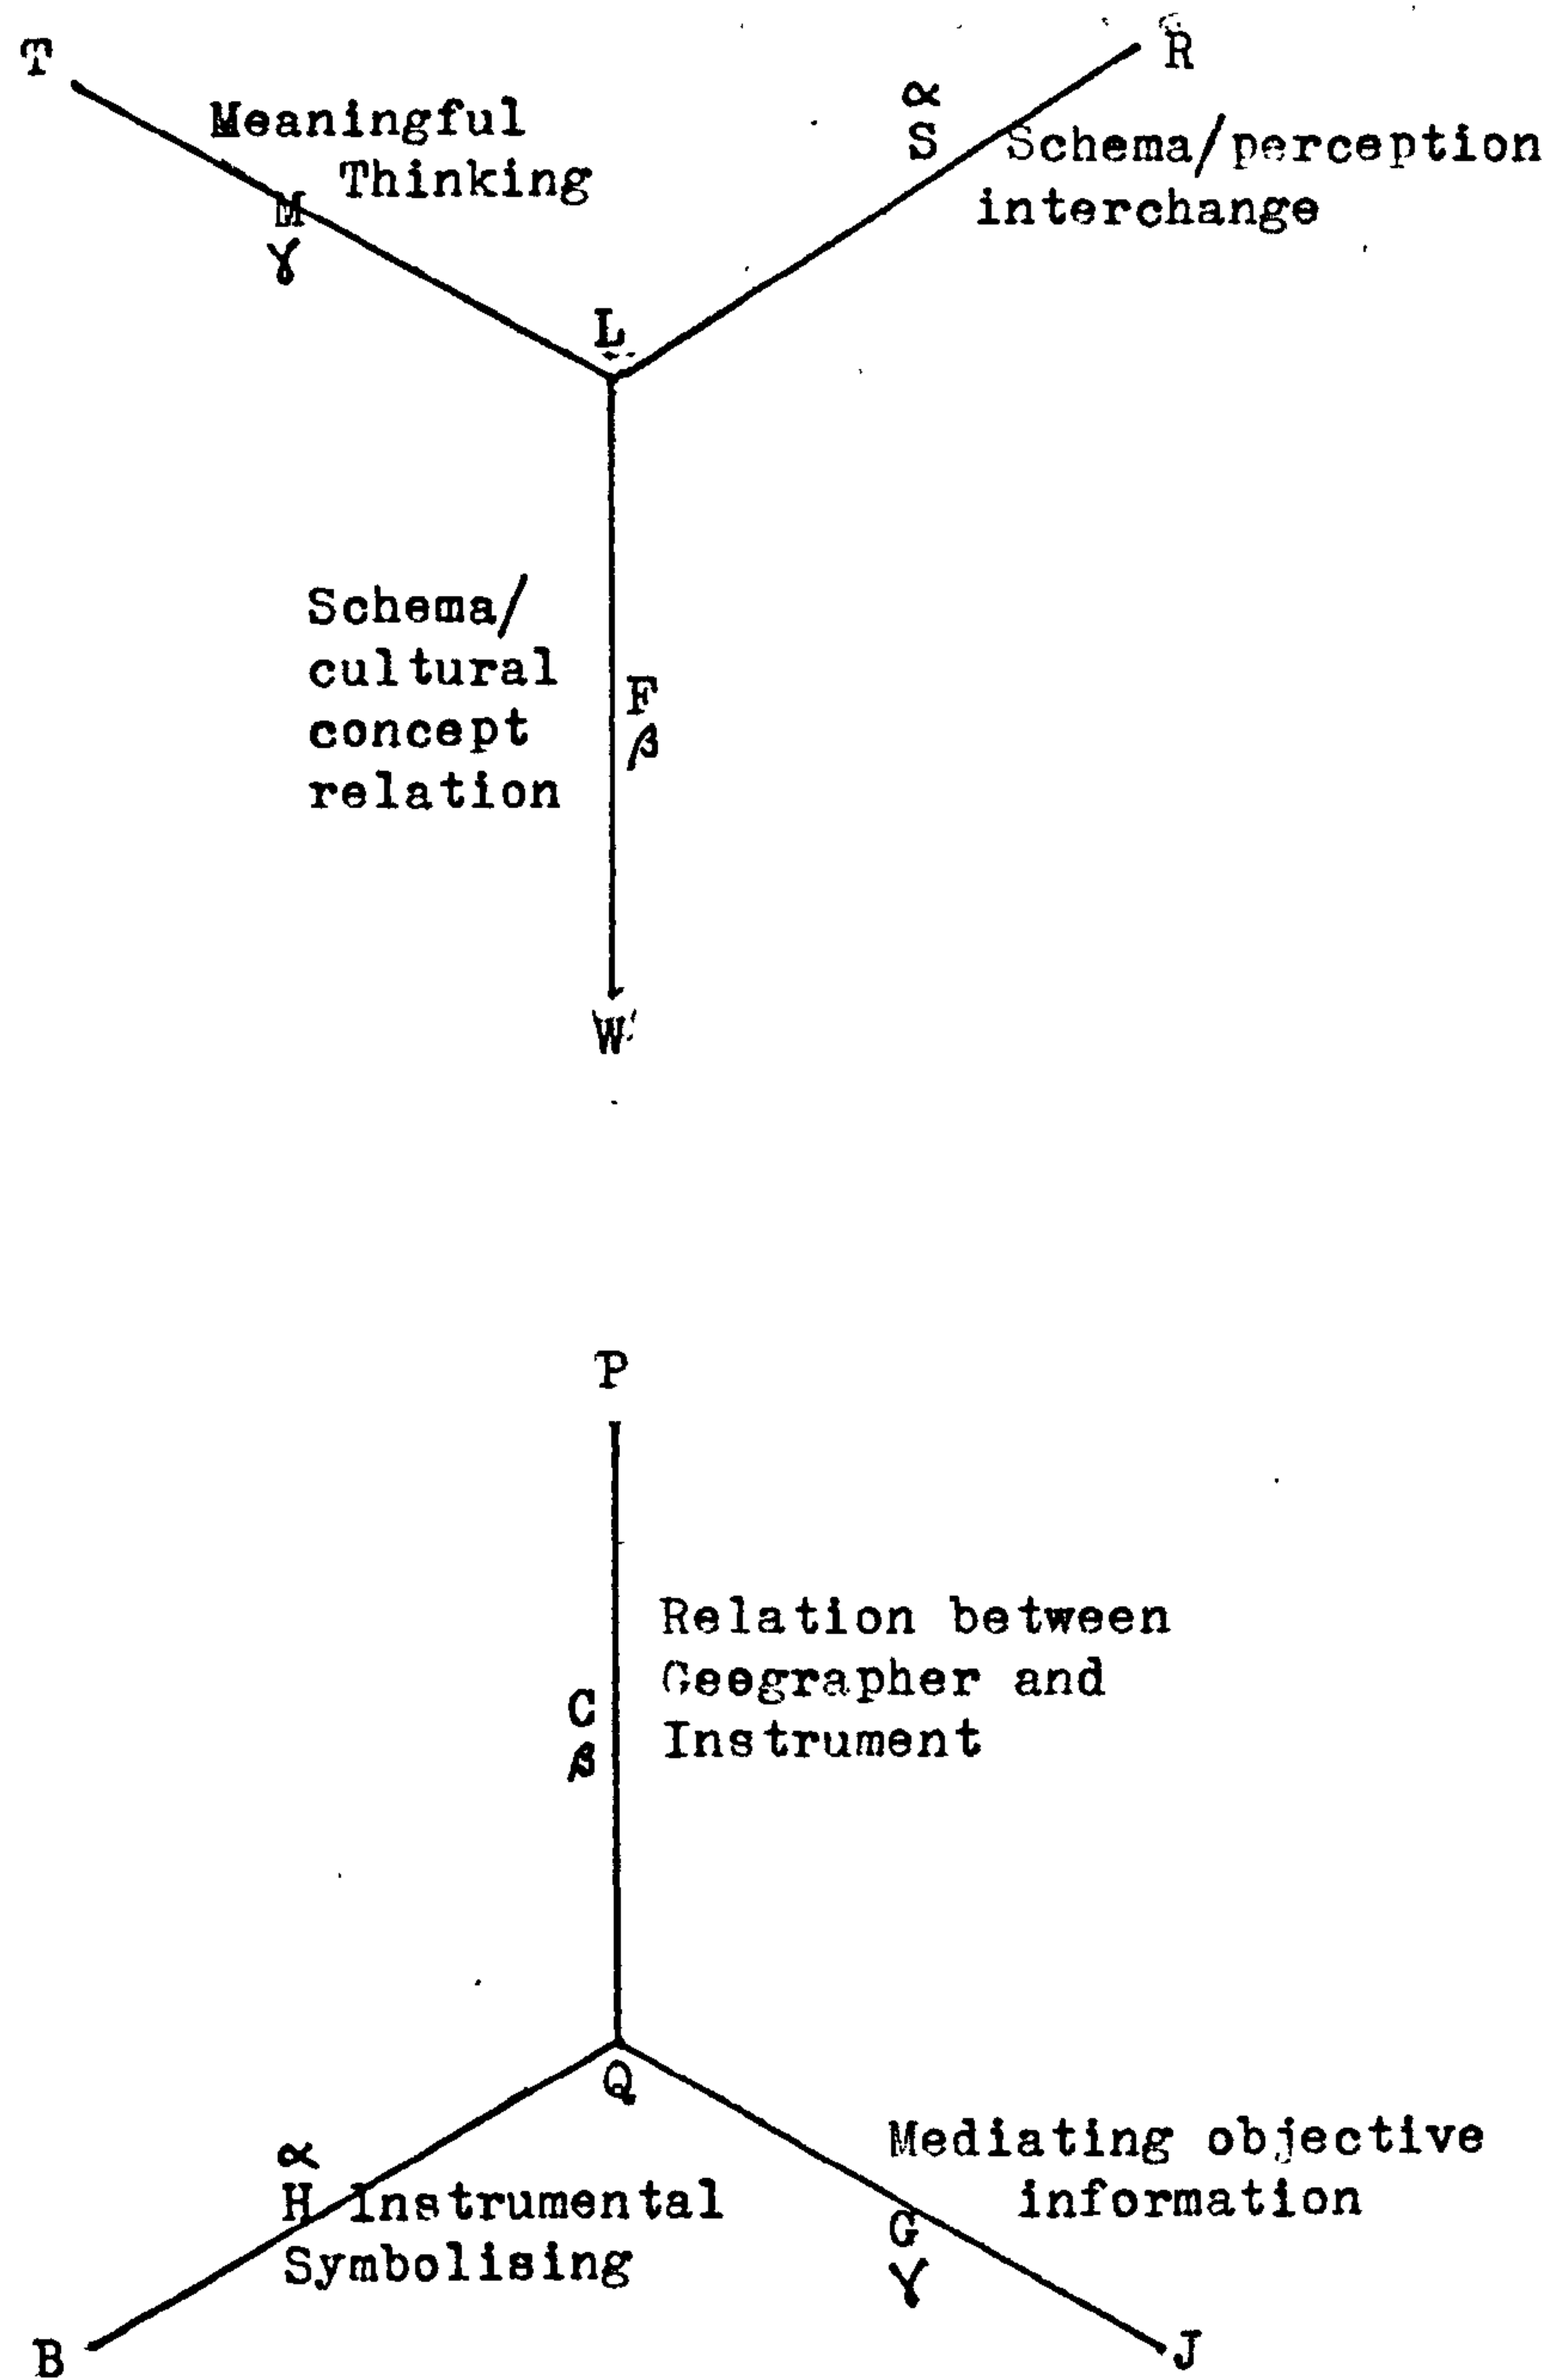 T
R
Meaningful
Thinking
α
S
Schema/perception
interchange
M
γ
L
Schema/
cultural
concept
relation
F
β
W
P
Relation between
Geographer and
Instrument
C
β
Q
Mediating objective
information
α
H
Instrumental
Symbolising
G
γ
B
J